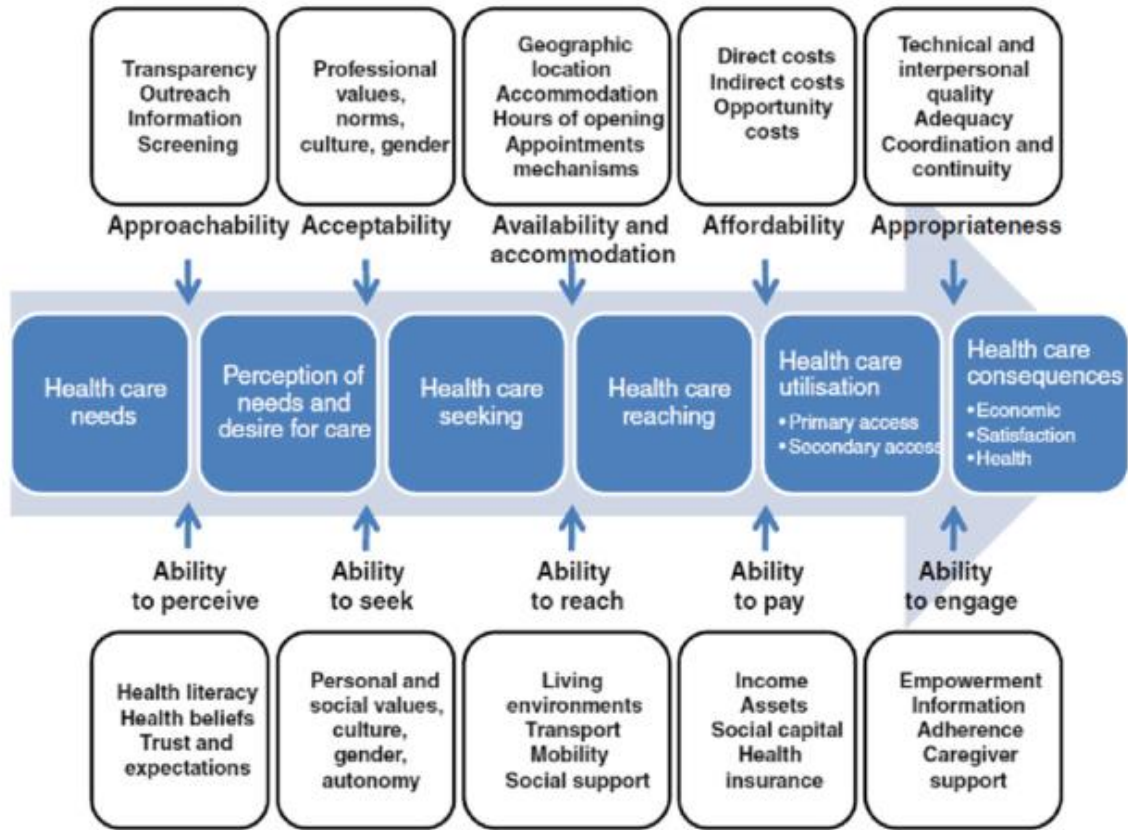 Transparency
Outreach
Information
Screening
Professional
values,
norms,
culture, gender
Geographic
location
Accommodation
Hours of opening
Appointments
mechanisms
Direct costs
Indirect costs
Opportunity
costs
Technical and
interpersonal
quality
Adequacy
Coordination and
continuity
Approachability
Acceptability
Availability and
accommodation
Affordability
Appropriateness
Health care
needs
Perception of
needs and
desire for care
Health care
seeking
Health care
reaching
Health care
utilisation
• Primary access
• Secondary access
Health care
consequences
• Economic
• Satisfaction
• Health
Ability
to perceive
Ability
to seek
Ability
to reach
Ability
to pay
Ability
to engage
Health literacy
Health beliefs
Trust and
expectations
Personal and
social values,
culture,
gender,
autonomy
Living
environments
Transport
Mobility
Social support
Income
Assets
Social capital
Health
insurance
Empowerment
Information
Adherence
Caregiver
support